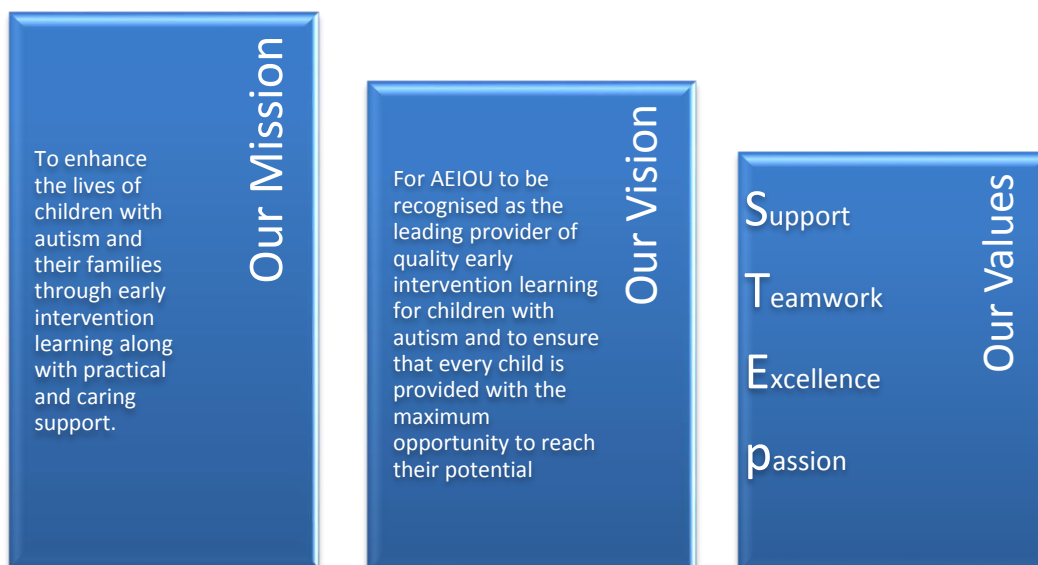 Our Mission
To enhance
the lives of
children with
autism and
their families
through early
intervention
learning along
with practical
and caring
support.
Our Vision
For AEIOU to be
recognised as the
leading provider of
quality early
intervention learning
for children with
autism and to ensure
that every child is
provided with the
maximum
opportunity to reach
their potential
Our Values
Support
Teamwork
Excellence
passion